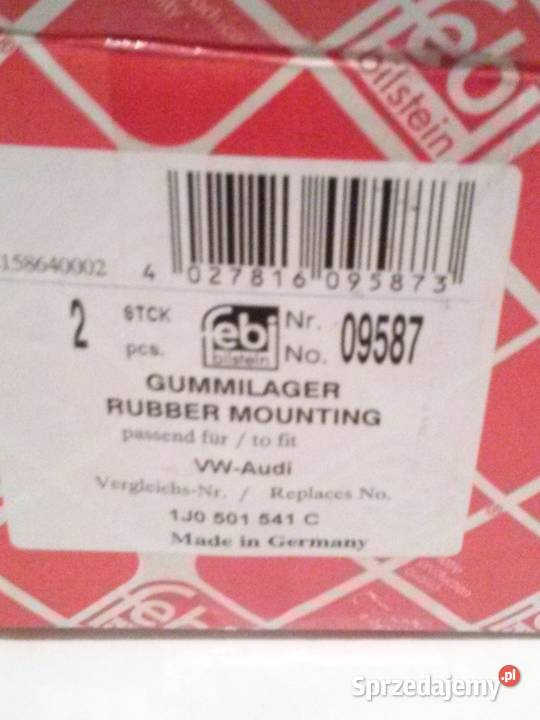 febi
bilstein
158640002
4 027816 095873
2 STCK pcs. febi bilstein Nr. No. 09587
GUMMILAGER
RUBBER MOUNTING
passend für / to fit
VW-Audi
Vergleichs-Nr. / Replaces No.
1J0 501 541 C
Made in Germany
febi
Sprzedajemy.pl